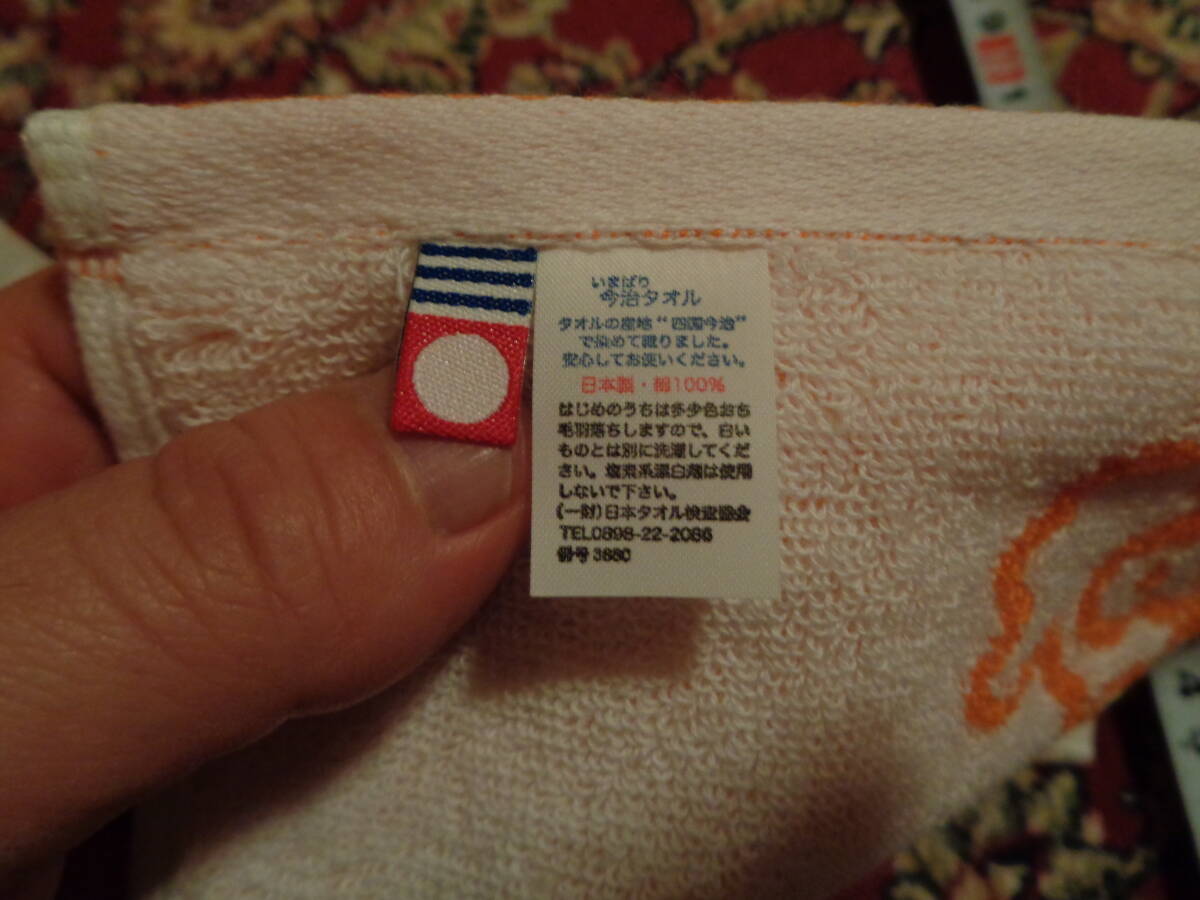 いまばり
今治タオル
タオルの産地“四国今治”
で染めて織りました。
安心してお使いください。
日本製・綿100%
はじめのうちは多少色おち
毛羽落ちしますので、白い
ものとは別に洗濯してくだ
さい。塩素系漂白剤は使用
しないで下さい。
(一財)日本タオル検査協会
TEL0898-22-2086
番号3880